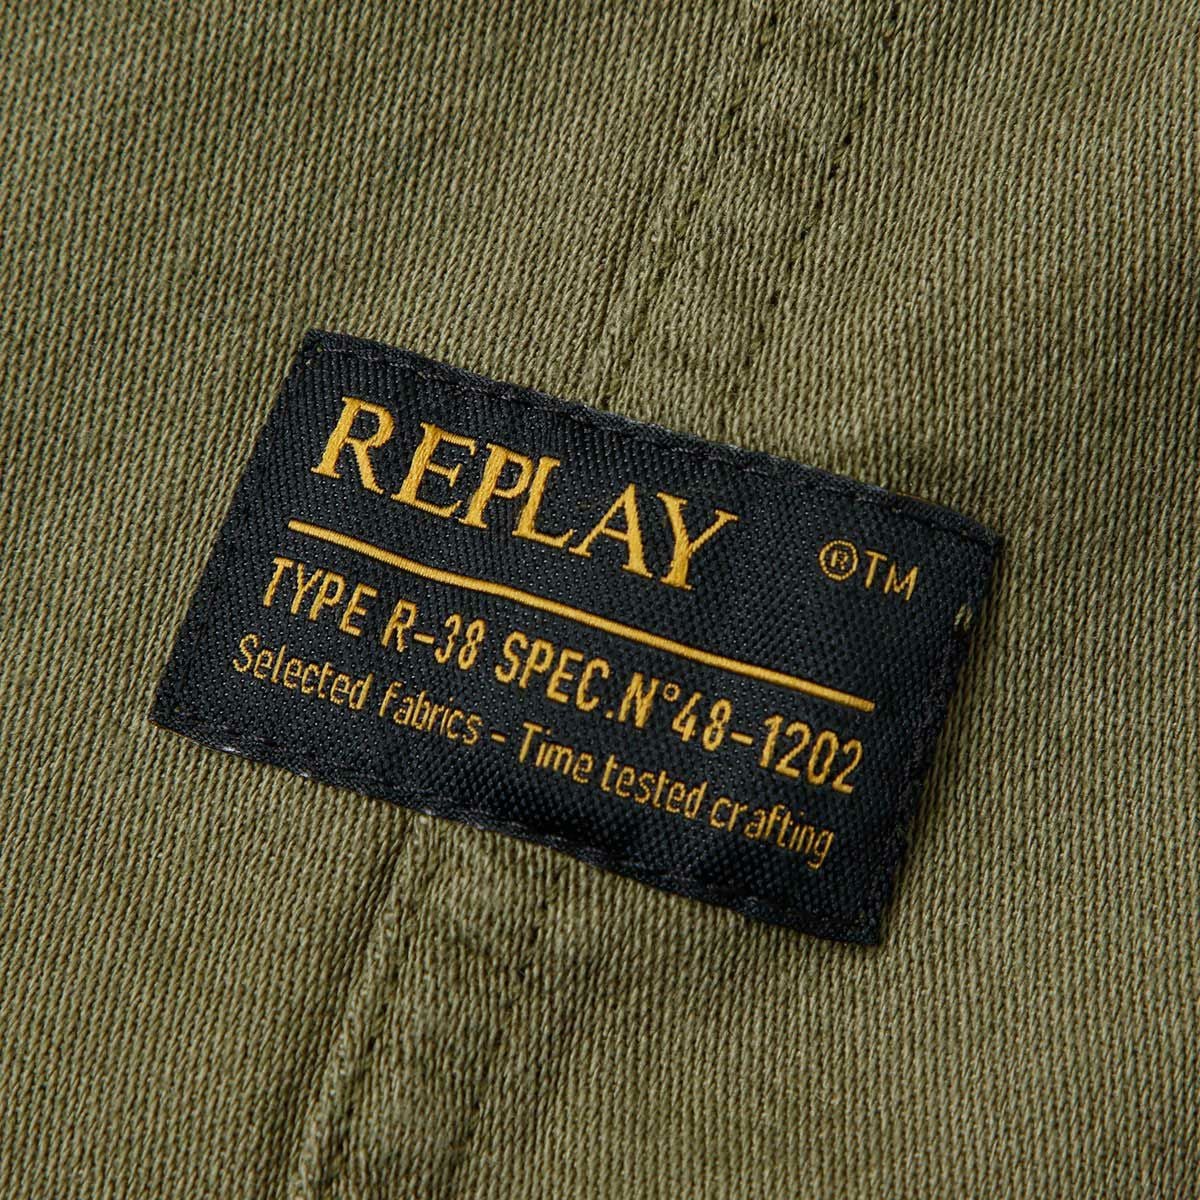 REPLAY
®TM
TYPE R-38 SPEC.N°48-1202
Selected fabrics - Time tested crafting